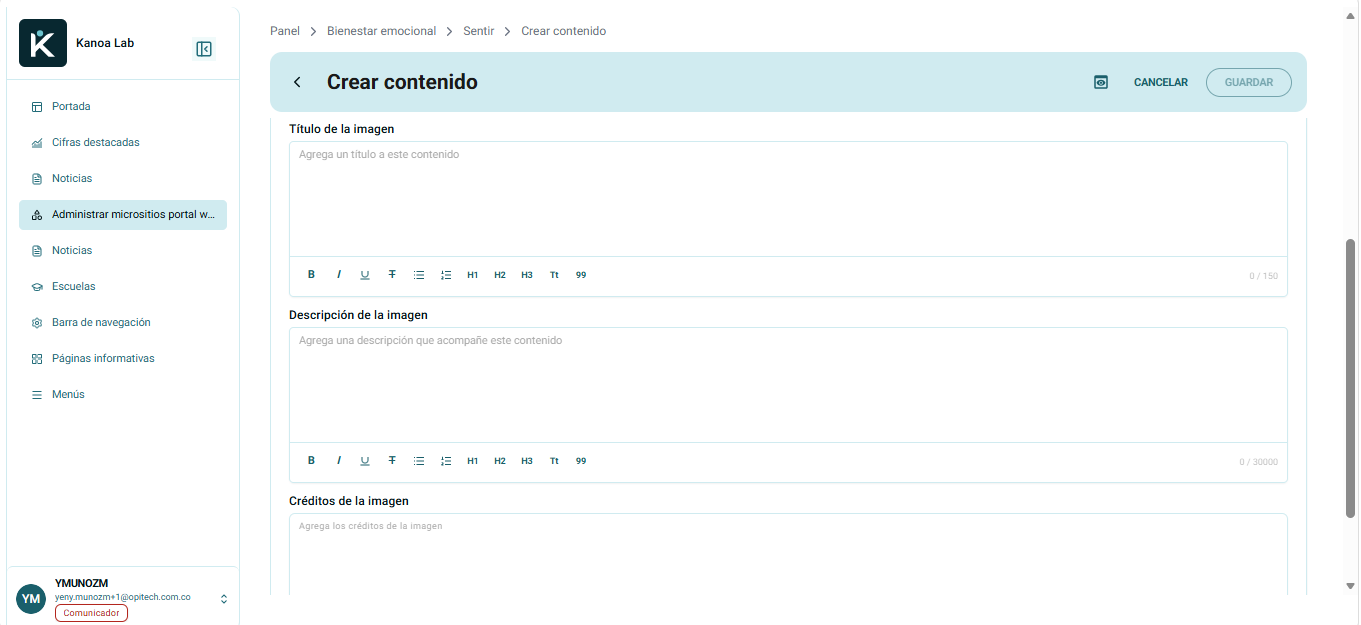 Kanoa Lab
Portada
Cifras destacadas
Noticias
Administrar micrositios portal w...
Noticias
Escuelas
Barra de navegación
Páginas informativas
Menús
YM
YMUNOZM
yeny.munozm+1@opitech.com.co
Comunicador
Panel > Bienestar emocional > Sentir > Crear contenido
Crear contenido
CANCELAR
GUARDAR
Título de la imagen
Agrega un título a este contenido
B I U T H1 H2 H3 Tt 99
0 / 150
Descripción de la imagen
Agrega una descripción que acompañe este contenido
B I U T H1 H2 H3 Tt 99
0 / 30000
Créditos de la imagen
Agrega los créditos de la imagen